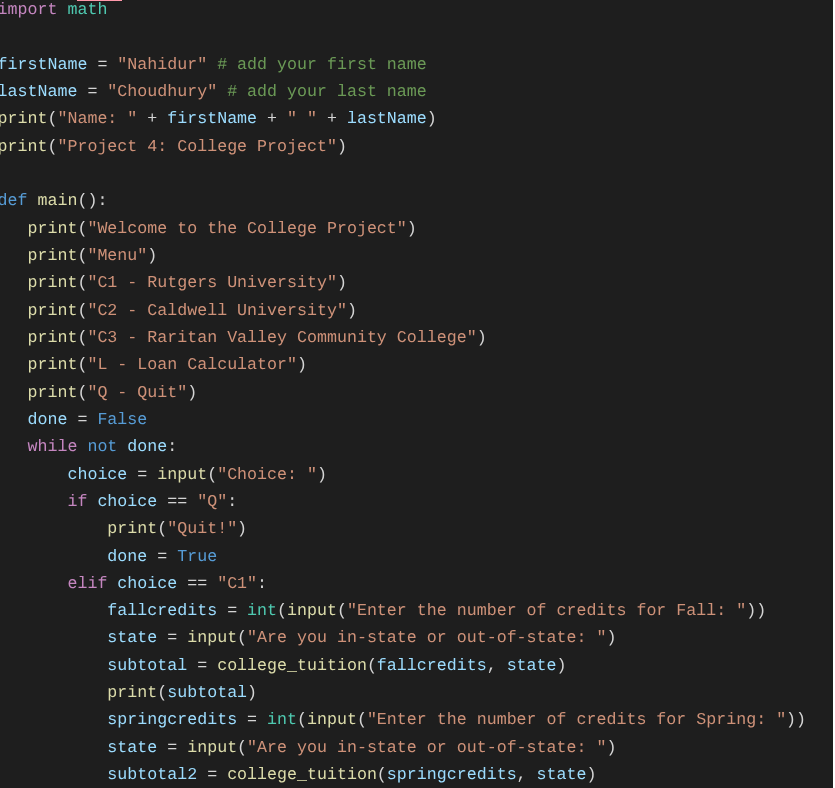 import math
firstName = "Nahidur" # add your first name
lastName = "Choudhury" # add your last name
print("Name: " + firstName + " " + lastName)
print("Project 4: College Project")
def main():
    print("Welcome to the College Project")
    print("Menu")
    print("C1 - Rutgers University")
    print("C2 - Caldwell University")
    print("C3 - Raritan Valley Community College")
    print("L - Loan Calculator")
    print("Q - Quit")
    done = False
    while not done:
        choice = input("Choice: ")
        if choice == "Q":
            print("Quit!")
            done = True
        elif choice == "C1":
            fallcredits = int(input("Enter the number of credits for Fall: "))
            state = input("Are you in-state or out-of-state: ")
            subtotal = college_tuition(fallcredits, state)
            print(subtotal)
            springcredits = int(input("Enter the number of credits for Spring: "))
            state = input("Are you in-state or out-of-state: ")
            subtotal2 = college_tuition(springcredits, state)